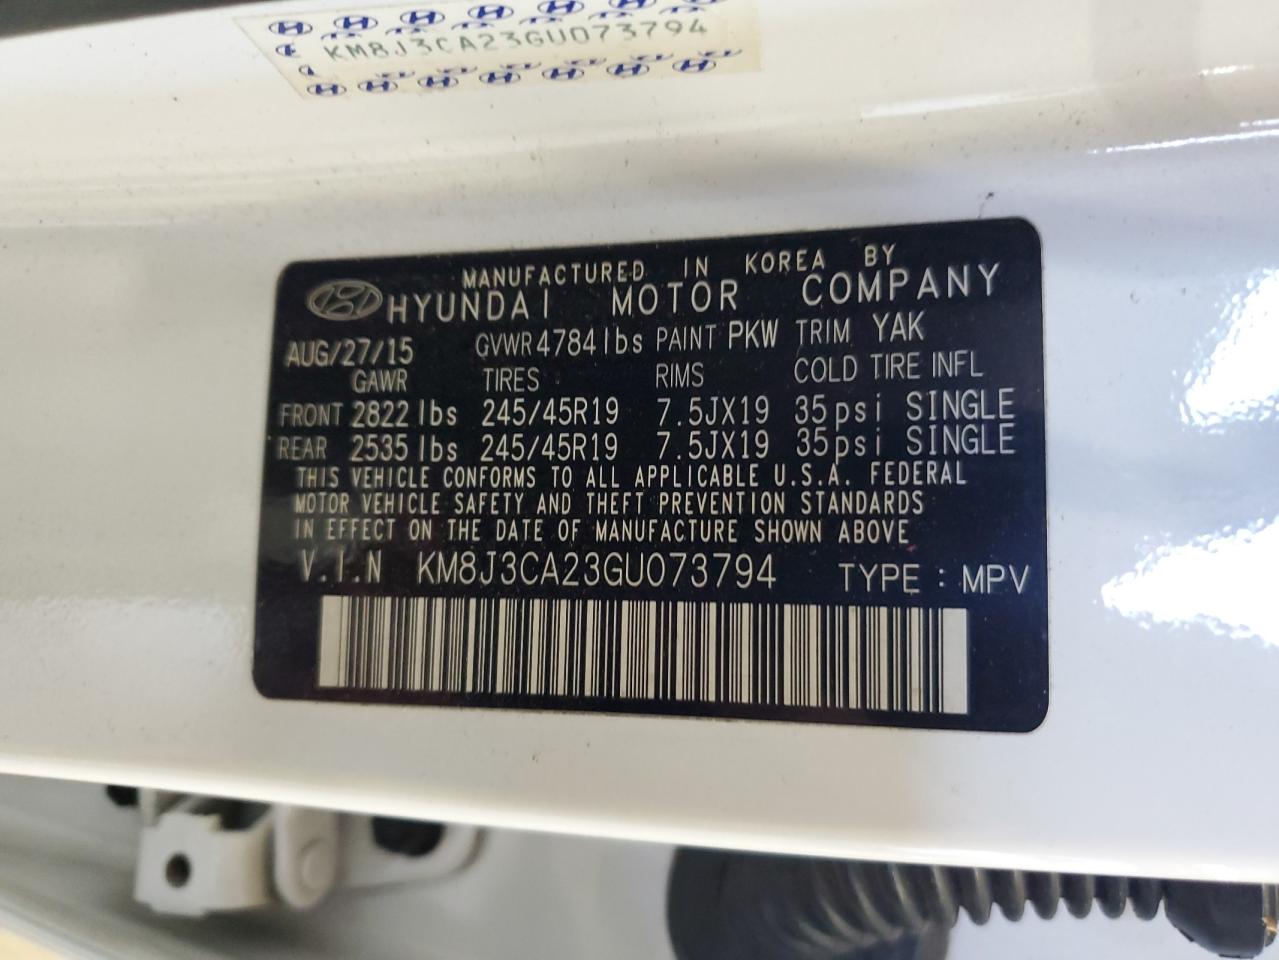 KM8J3CA23GU073794
MANUFACTURED IN KOREA BY
HYUNDAI MOTOR COMPANY
AUG/27/15 GVWR 4784 lbs PAINT PKW TRIM YAK
GAWR TIRES RIMS COLD TIRE INFL
FRONT 2822 lbs 245/45R19 7.5JX19 35psi SINGLE
REAR 2535 lbs 245/45R19 7.5JX19 35psi SINGLE
THIS VEHICLE CONFORMS TO ALL APPLICABLE U.S.A. FEDERAL
MOTOR VEHICLE SAFETY AND THEFT PREVENTION STANDARDS
IN EFFECT ON THE DATE OF MANUFACTURE SHOWN ABOVE
V.I.N KM8J3CA23GU073794 TYPE : MPV